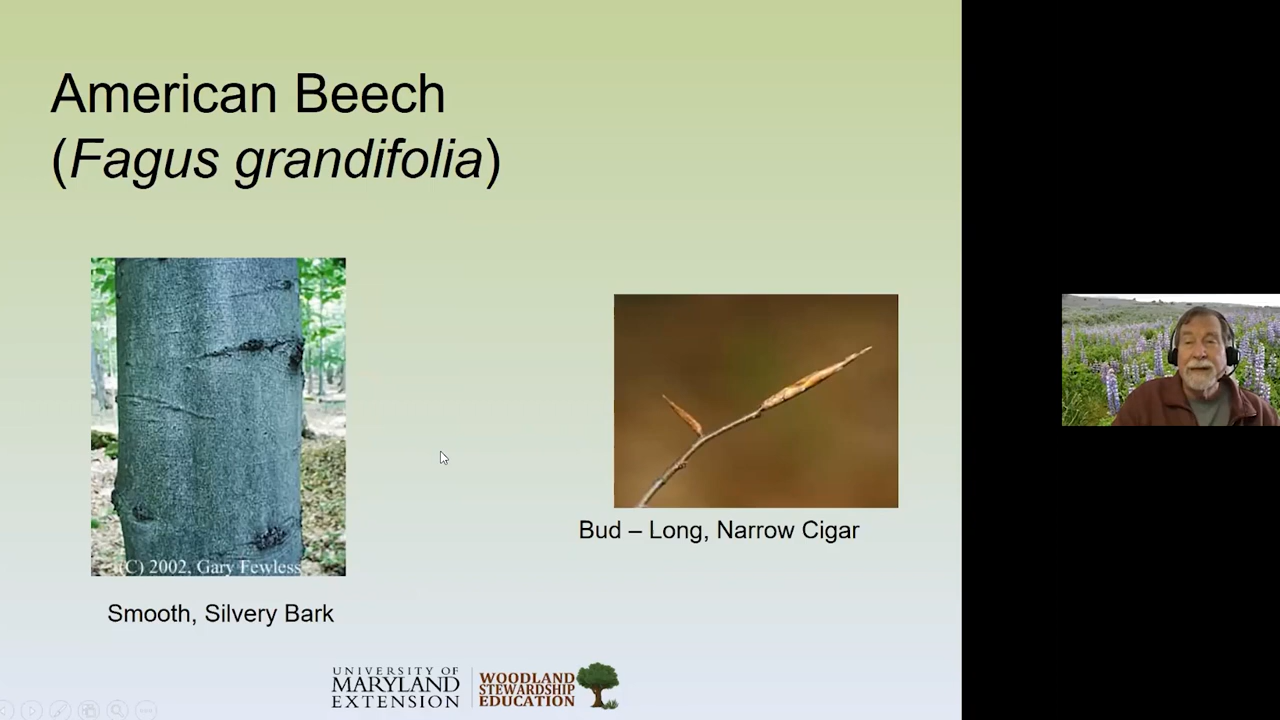 American Beech
(Fagus grandifolia)
(C) 2002, Gary Fewless
Bud – Long, Narrow Cigar
Smooth, Silvery Bark
UNIVERSITY OF
MARYLAND
EXTENSION
WOODLAND
STEWARDSHIP
EDUCATION